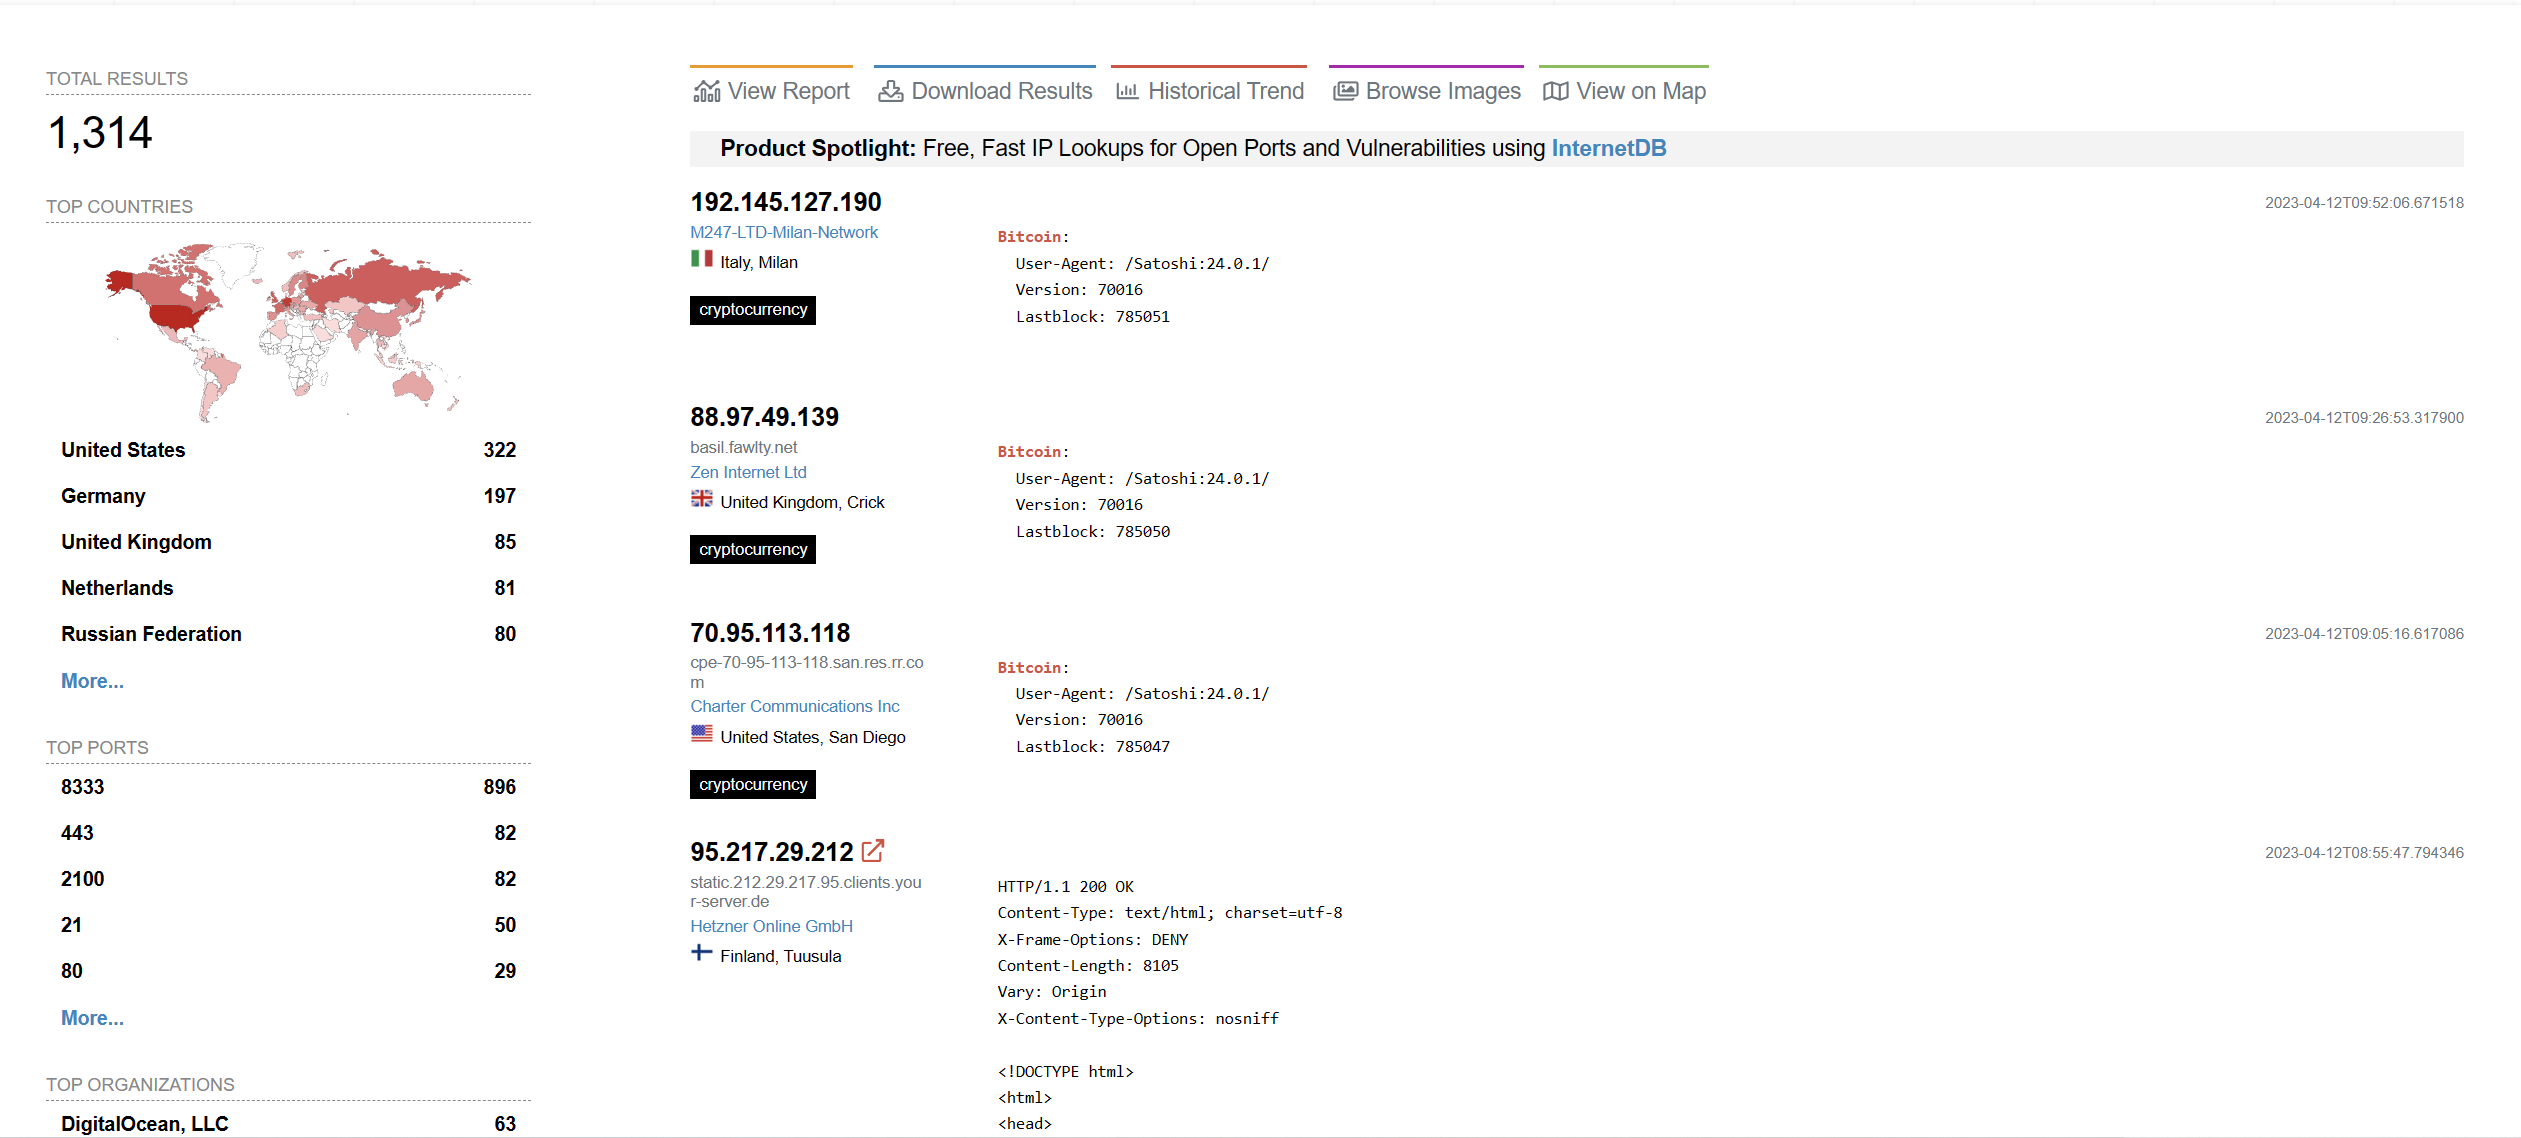 TOTAL RESULTS
1,314
TOP COUNTRIES
United States 322
Germany 197
United Kingdom 85
Netherlands 81
Russian Federation 80
More...
TOP PORTS
8333 896
443 82
2100 82
21 50
80 29
More...
TOP ORGANIZATIONS
DigitalOcean, LLC 63
View Report Download Results Historical Trend Browse Images View on Map
Product Spotlight: Free, Fast IP Lookups for Open Ports and Vulnerabilities using InternetDB
192.145.127.190
M247-LTD-Milan-Network
Italy, Milan
cryptocurrency
2023-04-12T09:52:06.671518
Bitcoin:
User-Agent: /Satoshi:24.0.1/
Version: 70016
Lastblock: 785051
88.97.49.139
basil.fawlty.net
Zen Internet Ltd
United Kingdom, Crick
cryptocurrency
2023-04-12T09:26:53.317900
Bitcoin:
User-Agent: /Satoshi:24.0.1/
Version: 70016
Lastblock: 785050
70.95.113.118
cpe-70-95-113-118.san.res.rr.co
m
Charter Communications Inc
United States, San Diego
cryptocurrency
2023-04-12T09:05:16.617086
Bitcoin:
User-Agent: /Satoshi:24.0.1/
Version: 70016
Lastblock: 785047
95.217.29.212
static.212.29.217.95.clients.you
r-server.de
Hetzner Online GmbH
Finland, Tuusula
2023-04-12T08:55:47.794346
HTTP/1.1 200 OK
Content-Type: text/html; charset=utf-8
X-Frame-Options: DENY
Content-Length: 8105
Vary: Origin
X-Content-Type-Options: nosniff
<!DOCTYPE html>
<html>
<head>